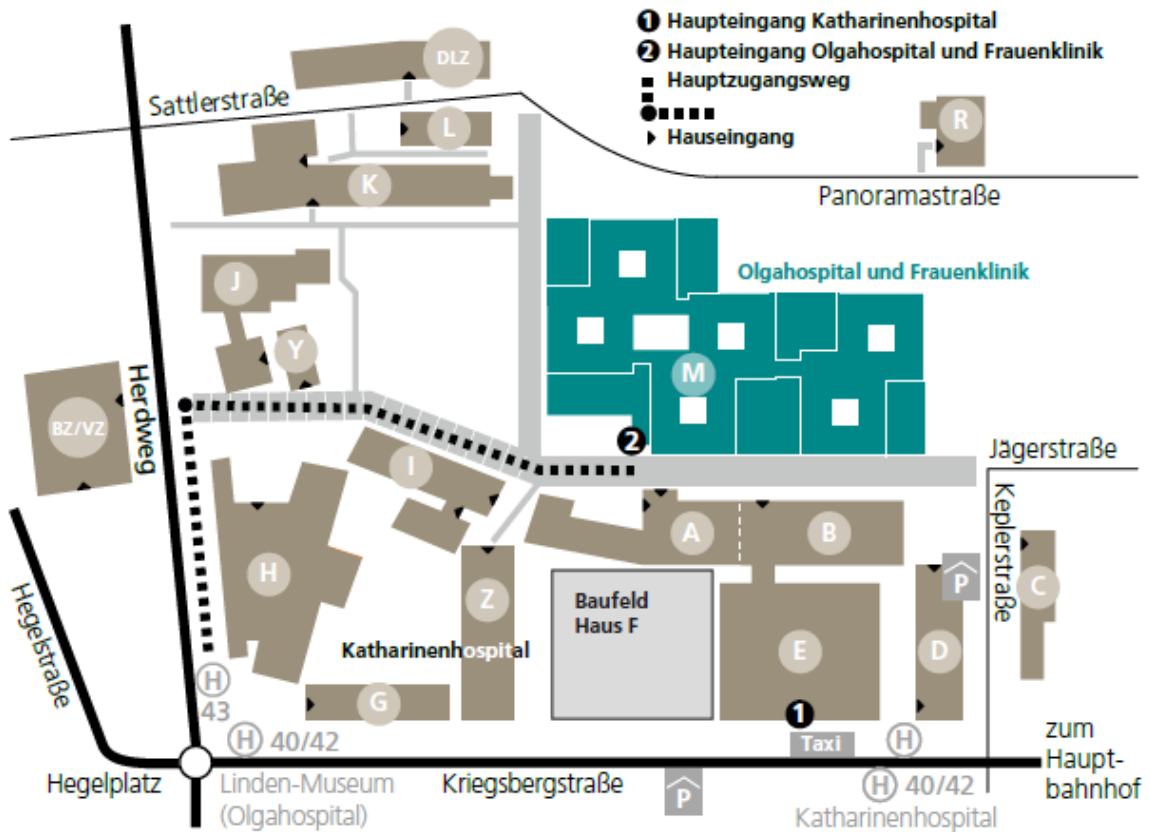 1 Haupteingang Katharinenhospital
2 Haupteingang Olgahospital und Frauenklinik
Hauptzugangsweg
Hauseingang
DLZ
Sattlerstraße
L
R
K
Panoramastraße
Olgahospital und Frauenklinik
J
Y
M
Herdweg
BZ/VZ
2
Jägerstraße
I
Keplerstraße
A
B
H
Z
Baufeld
Haus F
P
C
Hegelstraße
Katharinenhospital
E
D
G
H
43
1
H 40/42
Taxi
H
zum
Haupt-
bahnhof
Hegelplatz
Linden-Museum
(Olgahospital)
Kriegsbergstraße
P
H 40/42
Katharinenhospital